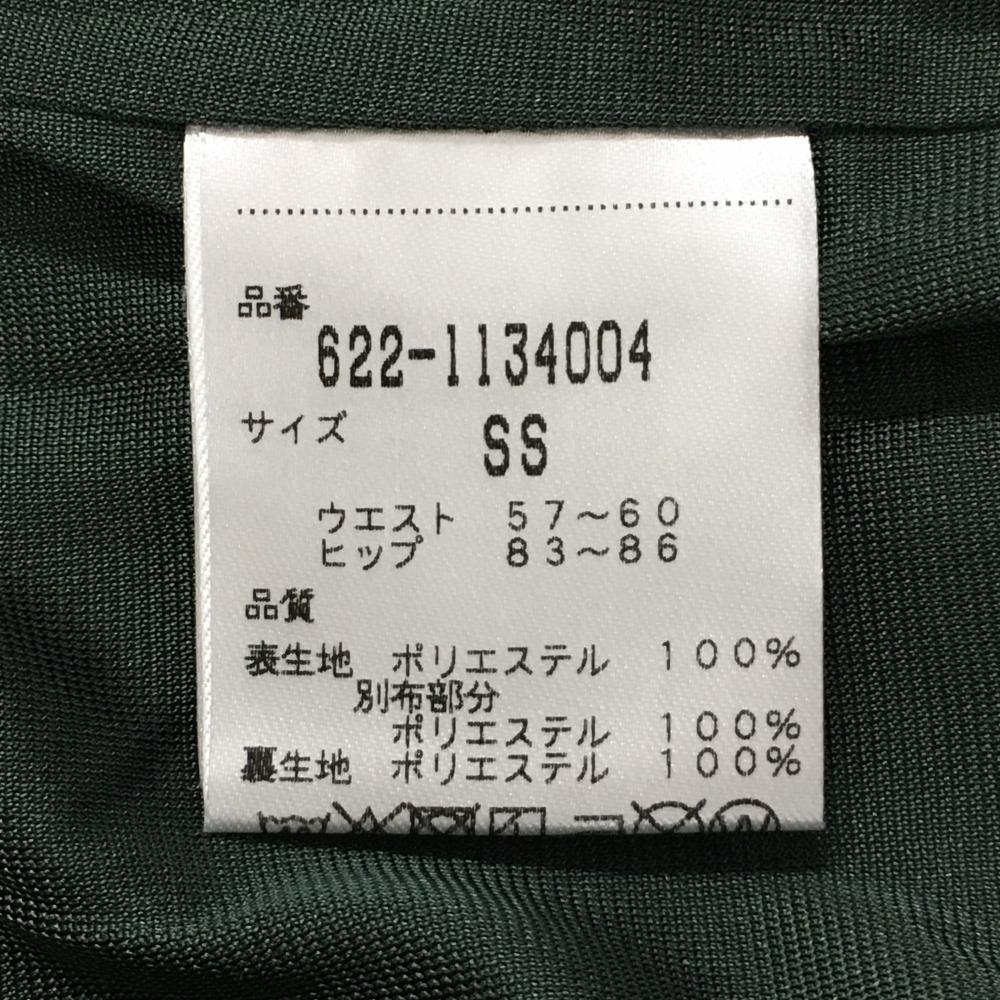 品番
622-1134004
サイズ SS
ウエスト 57～60
ヒップ 83～86
品質
表生地 ポリエステル 100%
別布部分
ポリエステル 100%
裏生地 ポリエステル 100%